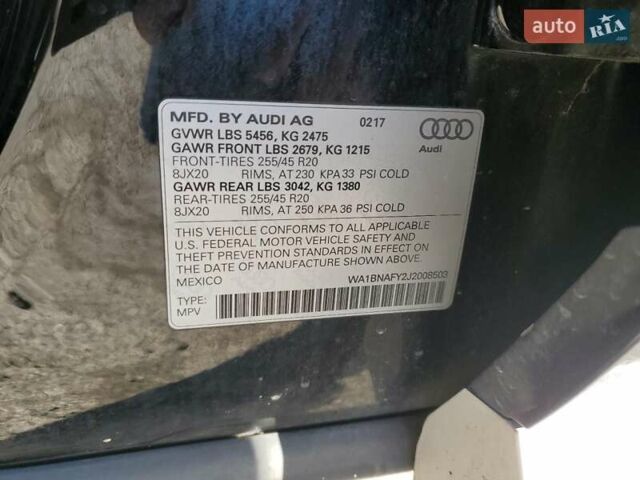 auto RIA .com
MFD. BY AUDI AG 0217
GVWR LBS 5456, KG 2475
GAWR FRONT LBS 2679, KG 1215
Audi
FRONT-TIRES 255/45 R20
8JX20 RIMS, AT 230 KPA 33 PSI COLD
GAWR REAR LBS 3042, KG 1380
REAR-TIRES 255/45 R20
8JX20 RIMS, AT 250 KPA 36 PSI COLD
THIS VEHICLE CONFORMS TO ALL APPLICABLE
U.S. FEDERAL MOTOR VEHICLE SAFETY AND
THEFT PREVENTION STANDARDS IN EFFECT ON
THE DATE OF MANUFACTURE SHOWN ABOVE.
MEXICO WA1BNAFY2J2008503
TYPE:
MPV